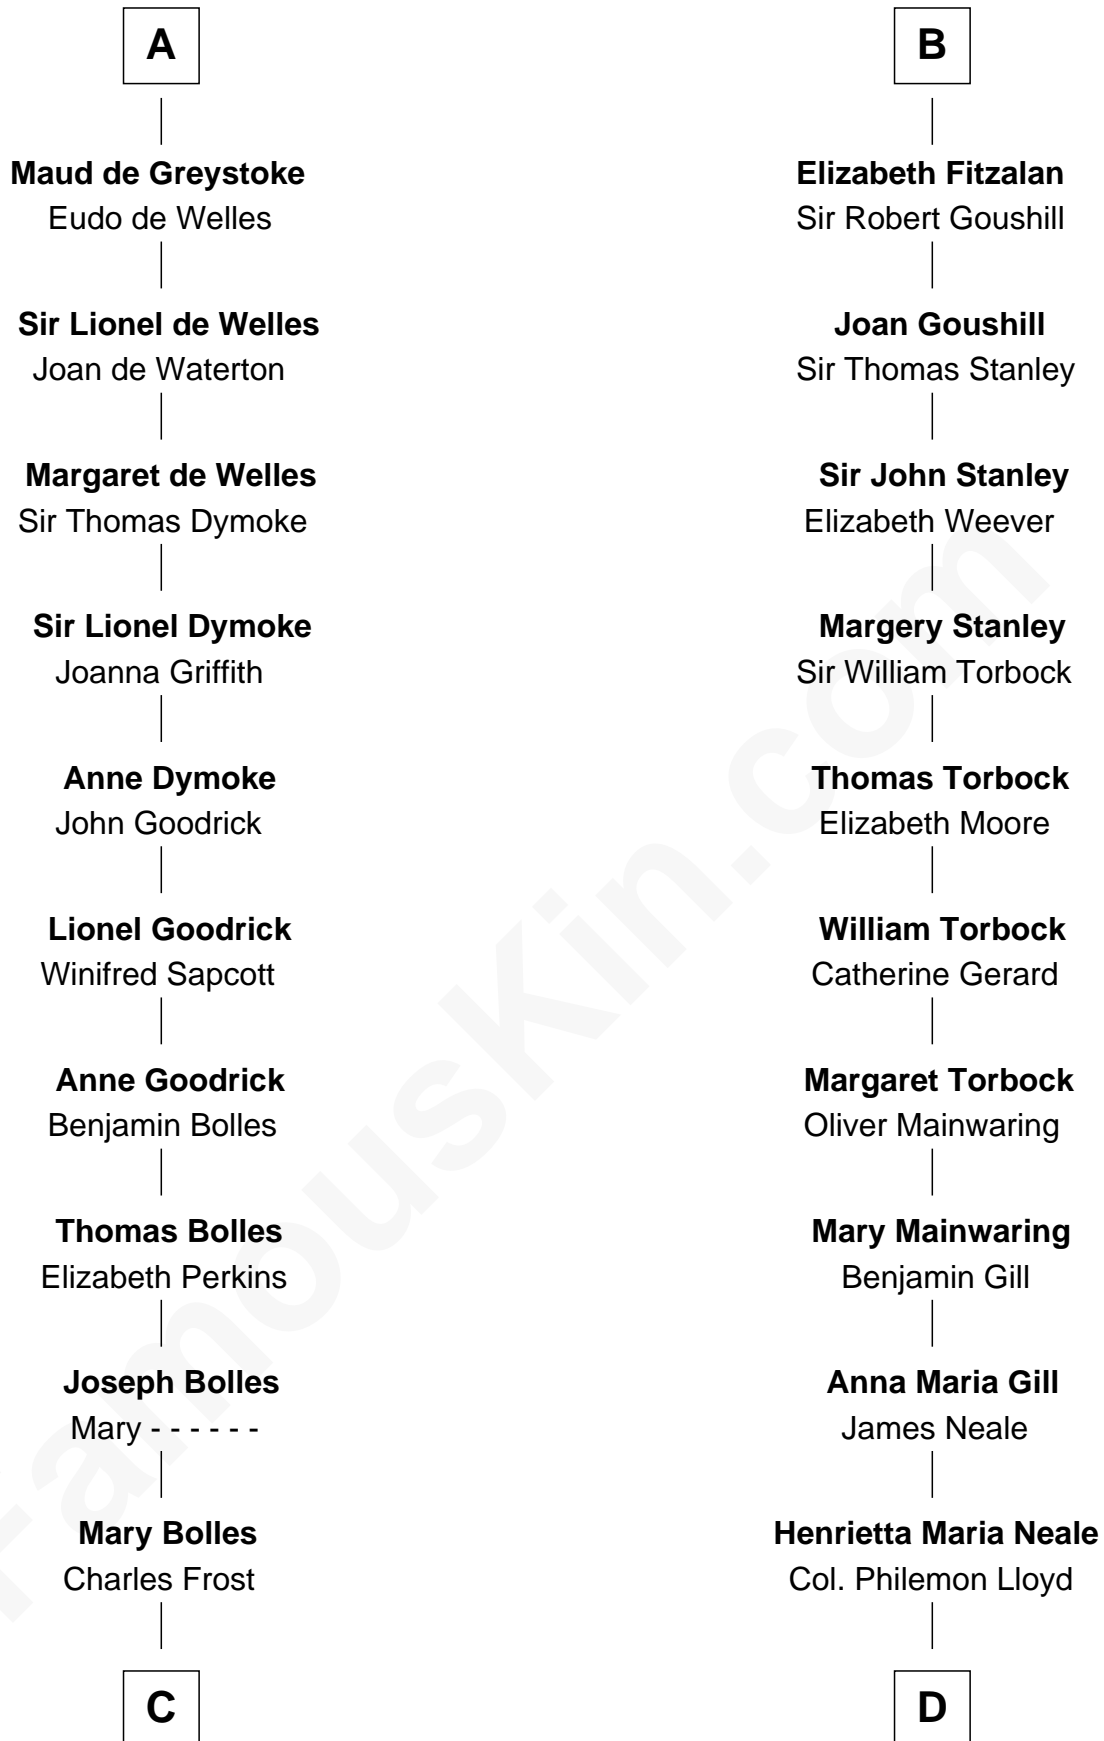 A
Maud de Greystoke
Eudo de Welles
Sir Lionel de Welles
Joan de Waterton
Margaret de Welles
Sir Thomas Dymoke
Sir Lionel Dymoke
Joanna Griffith
Anne Dymoke
John Goodrick
Lionel Goodrick
Winifred Sapcott
Anne Goodrick
Benjamin Bolles
Thomas Bolles
Elizabeth Perkins
Joseph Bolles
Mary - - - - - -
Mary Bolles
Charles Frost
C
B
Elizabeth Fitzalan
Sir Robert Goushill
Joan Goushill
Sir Thomas Stanley
Sir John Stanley
Elizabeth Weever
Margery Stanley
Sir William Torbock
Thomas Torbock
Elizabeth Moore
William Torbock
Catherine Gerard
Margaret Torbock
Oliver Mainwaring
Mary Mainwaring
Benjamin Gill
Anna Maria Gill
James Neale
Henrietta Maria Neale
Col. Philemon Lloyd
D
FamousKin.com